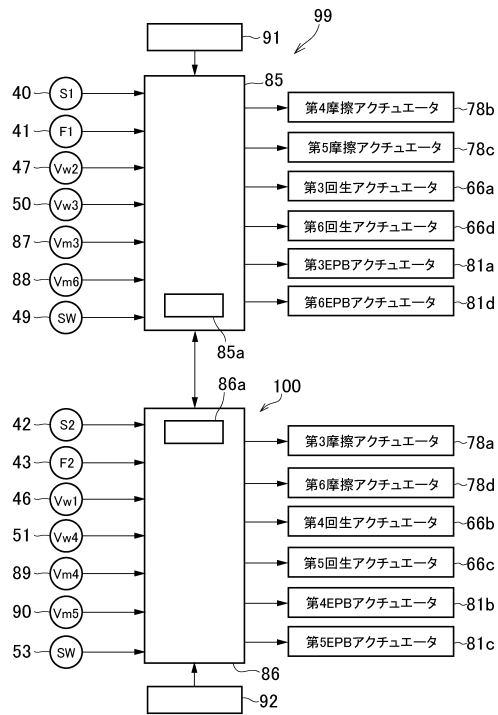 91
99
85
40 S1
41 F1
47 Vw2
50 Vw3
87 Vm3
88 Vm6
49 SW
第4摩擦アクチュエータ 78b
第5摩擦アクチュエータ 78c
第3回生アクチュエータ 66a
第6回生アクチュエータ 66d
第3EPBアクチュエータ 81a
第6EPBアクチュエータ 81d
85a
86a
100
42 S2
43 F2
46 Vw1
51 Vw4
89 Vm4
90 Vm5
53 SW
第3摩擦アクチュエータ 78a
第6摩擦アクチュエータ 78d
第4回生アクチュエータ 66b
第5回生アクチュエータ 66c
第4EPBアクチュエータ 81b
第5EPBアクチュエータ 81c
86
92